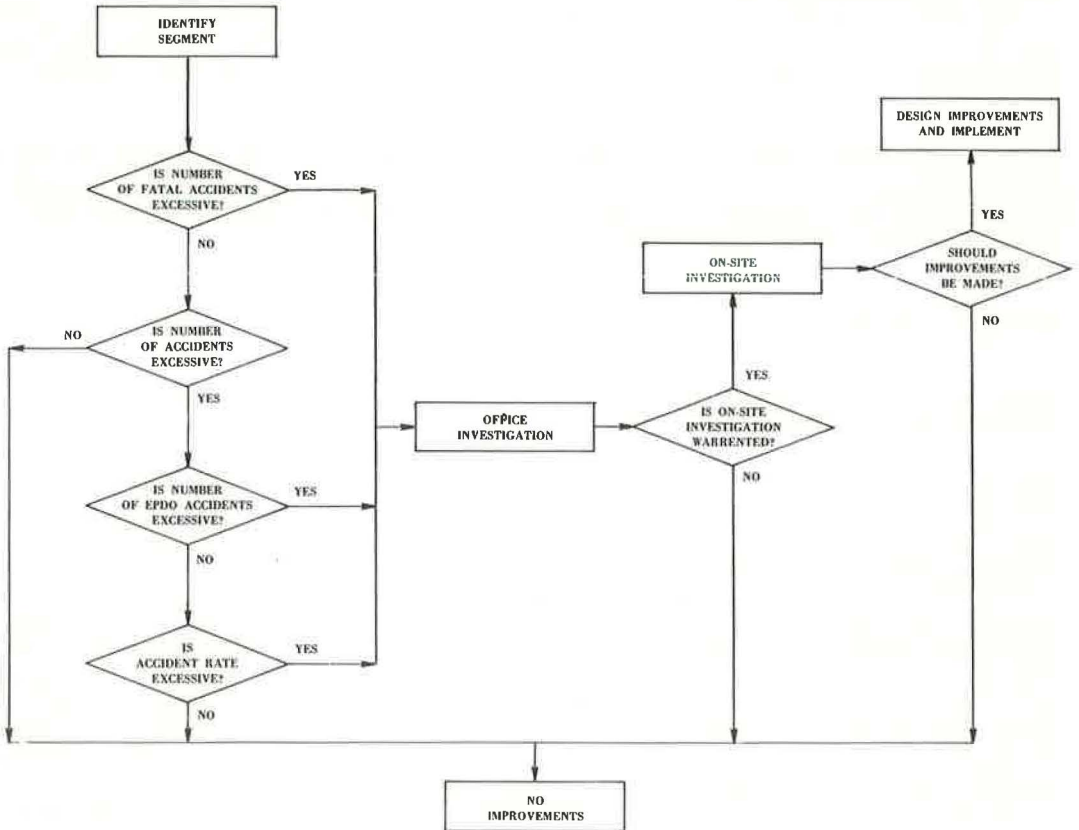 IDENTIFY
SEGMENT
IS NUMBER
OF FATAL ACCIDENTS
EXCESSIVE?
YES
NO
IS NUMBER
OF ACCIDENTS
EXCESSIVE?
NO
YES
IS NUMBER
OF EPDO ACCIDENTS
EXCESSIVE?
YES
NO
IS
ACCIDENT RATE
EXCESSIVE?
YES
NO
OFFICE
INVESTIGATION
IS ON-SITE
INVESTIGATION
WARRENTED?
YES
NO
ON-SITE
INVESTIGATION
SHOULD
IMPROVEMENTS
BE MADE?
YES
NO
DESIGN IMPROVEMENTS
AND IMPLEMENT
NO
IMPROVEMENTS